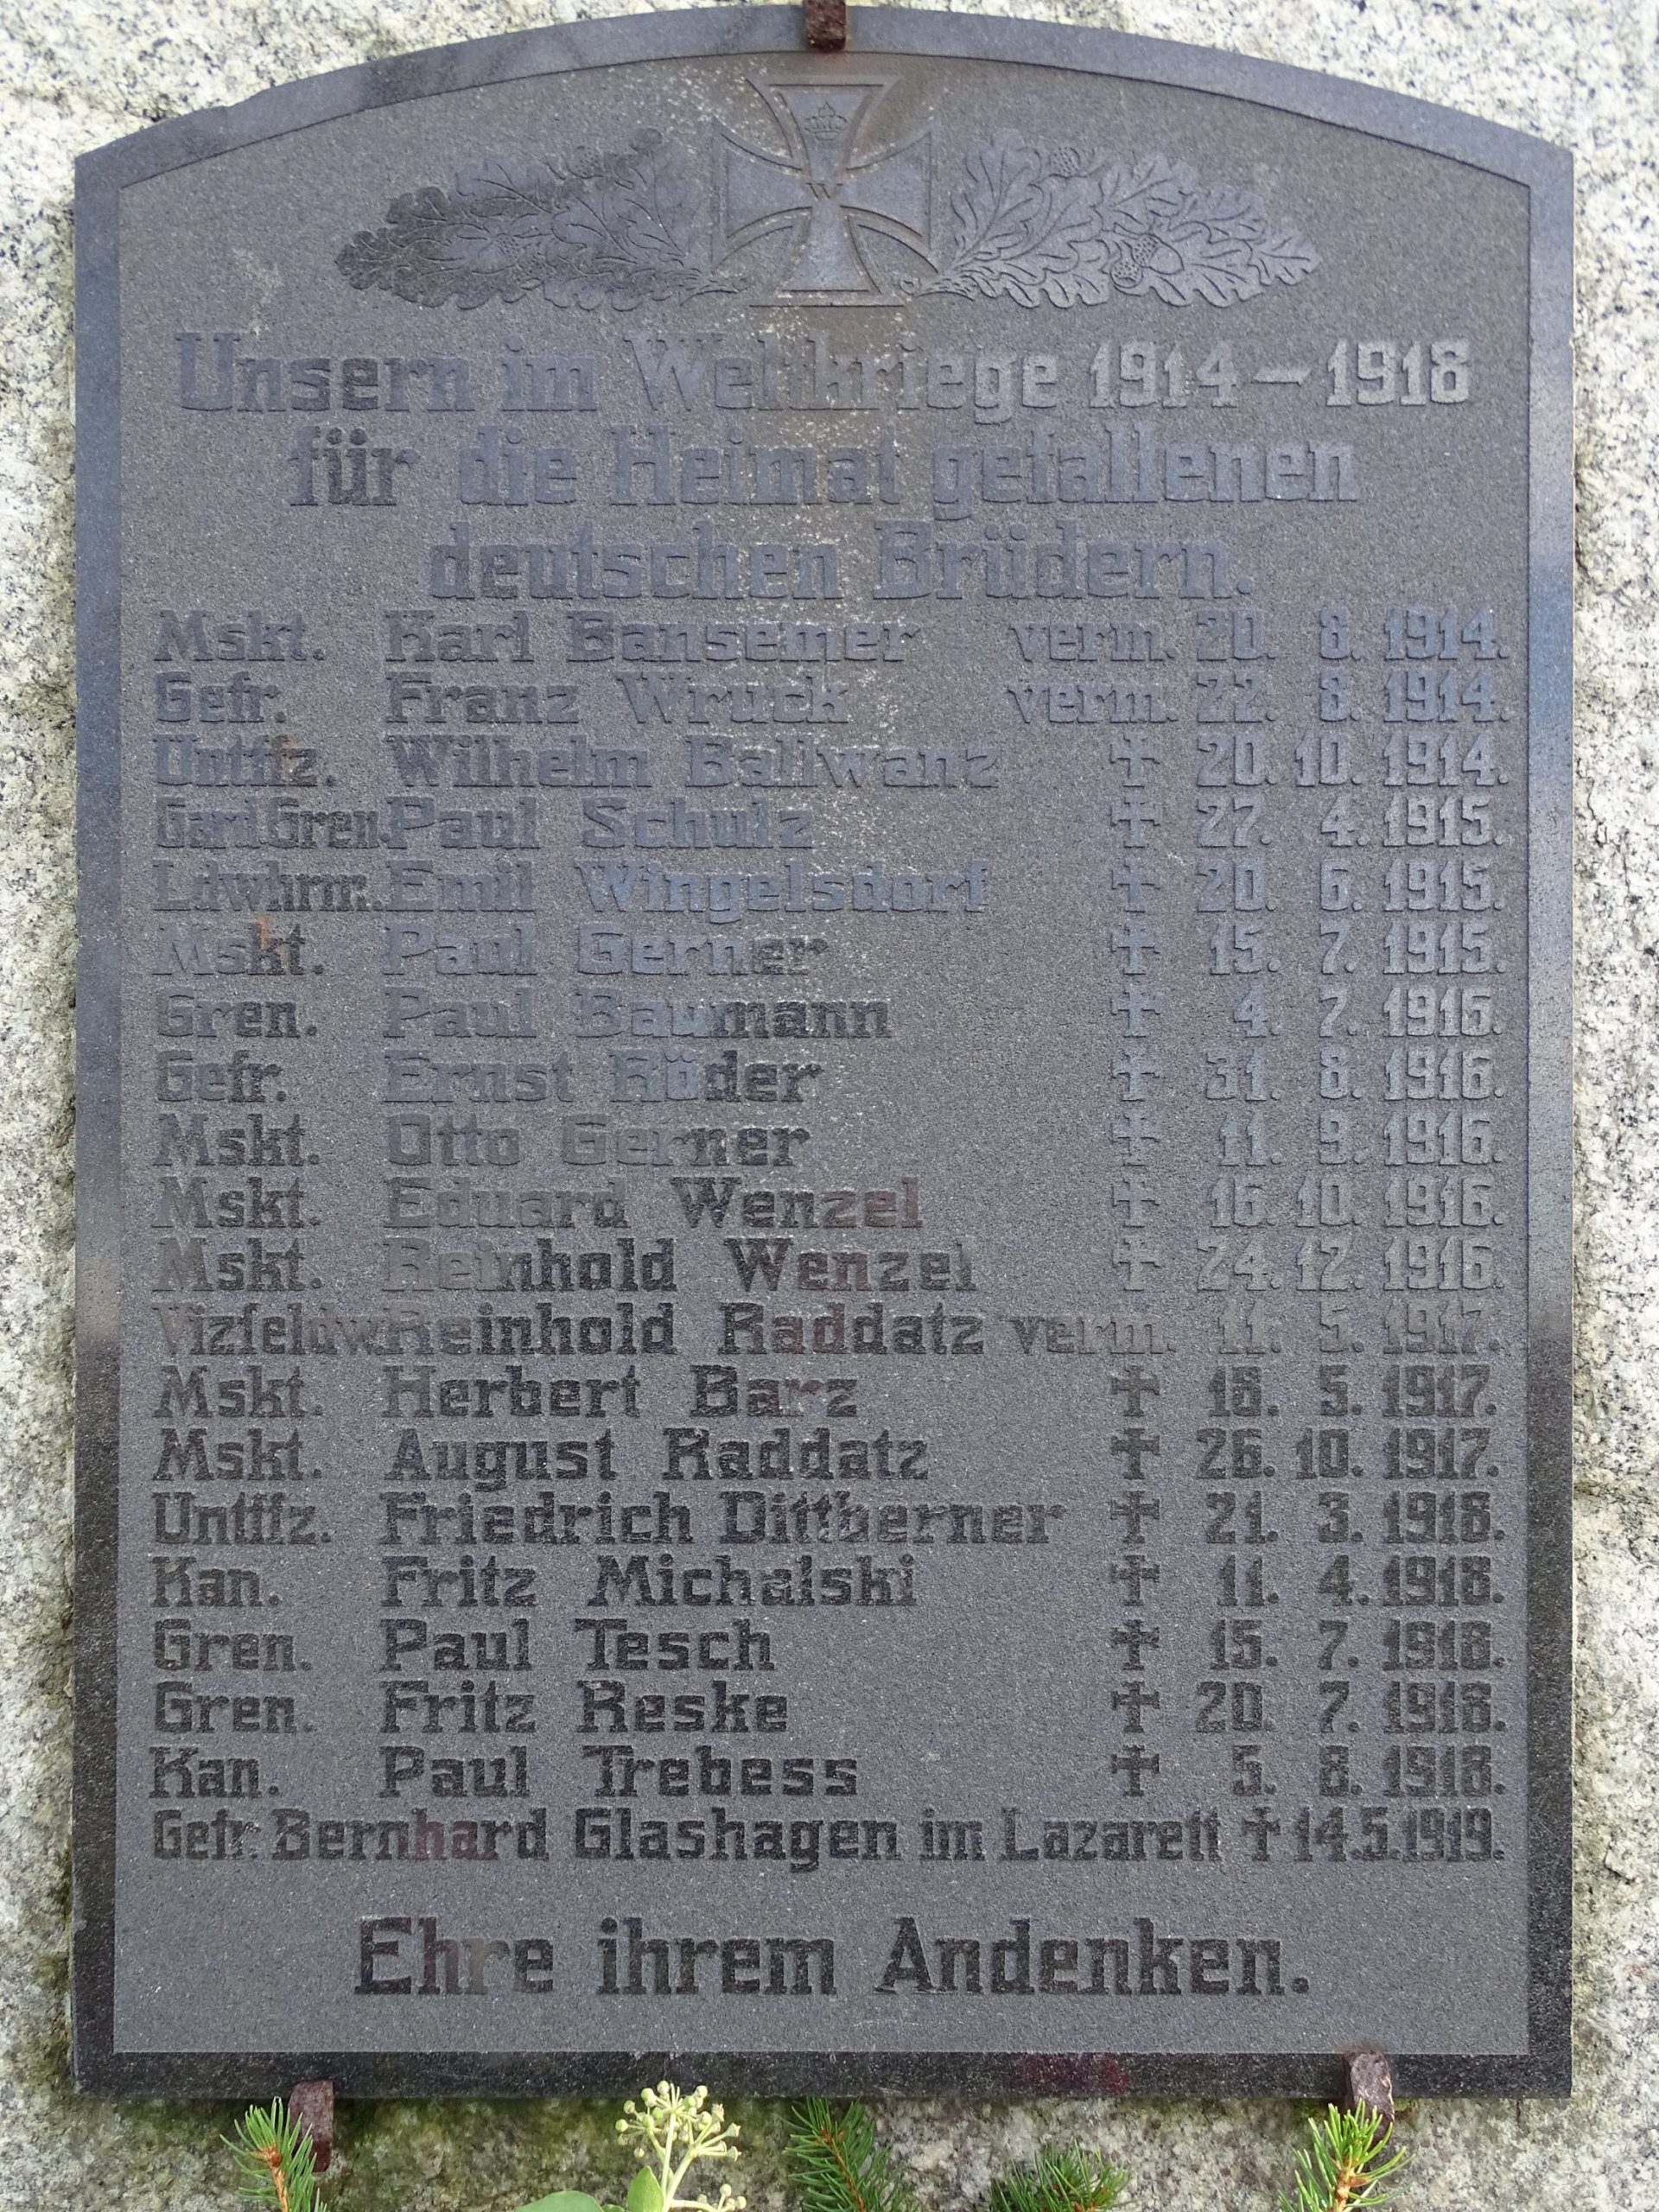 W
Unsern im Weltkriege 1914 – 1918
für die Heimat gefallenen
deutschen Brüdern.
Mskt. Karl Bansemer verm. 20. 8. 1914.
Gefr. Franz Wruck verm. 22. 8. 1914.
Untffz. Wilhelm Ballwanz ✝ 20. 10. 1914.
Gard.Gren. Paul Schulz ✝ 27. 4. 1915.
Ldwhrm. Emil Wingelsdorf ✝ 20. 6. 1915.
Mskt. Paul Gerner ✝ 15. 7. 1915.
Gren. Paul Baumann ✝ 4. 7. 1916.
Gefr. Ernst Röder ✝ 31. 8. 1916.
Mskt. Otto Gerner ✝ 11. 9. 1916.
Mskt. Eduard Wenzel ✝ 16. 10. 1916.
Mskt. Reinhold Wenzel ✝ 24. 12. 1916.
Vizfeldw. Reinhold Raddatz verm. 11. 5. 1917.
Mskt. Herbert Barz ✝ 18. 5. 1917.
Mskt. August Raddatz ✝ 26. 10. 1917.
Untffz. Friedrich Dittberner ✝ 21. 3. 1918.
Kan. Fritz Michalski ✝ 11. 4. 1918.
Gren. Paul Tesch ✝ 15. 7. 1918.
Gren. Fritz Reske ✝ 20. 7. 1918.
Kan. Paul Trebess ✝ 5. 8. 1918.
Gefr. Bernhard Glashagen im Lazarett ✝ 14.5.1919.
Ehre ihrem Andenken.